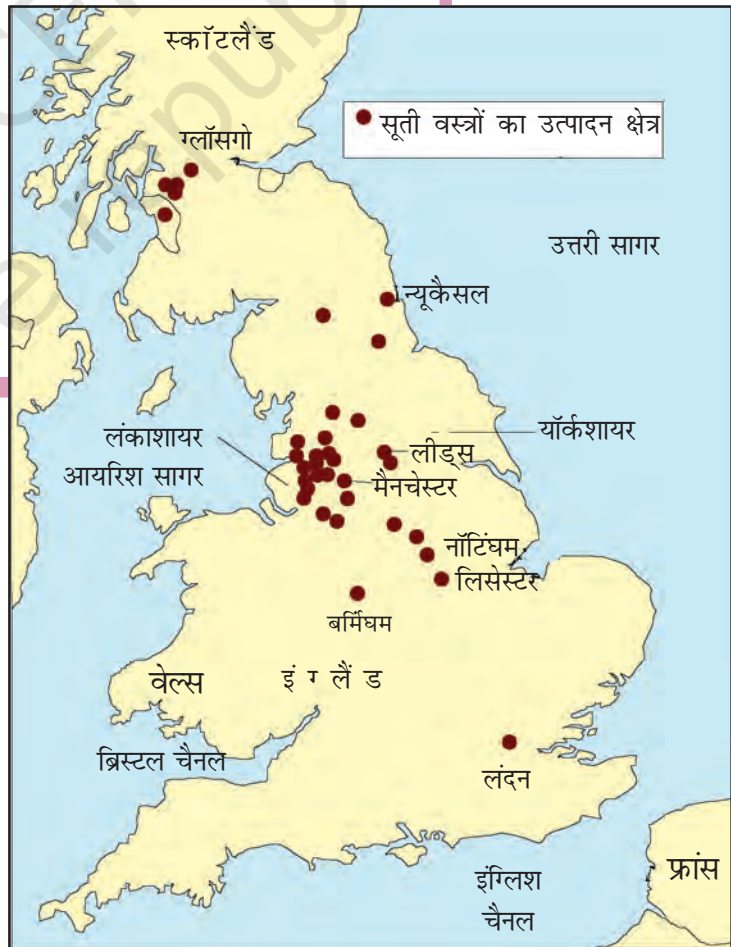 स्कॉटलैंड
सूती वस्त्रों का उत्पादन क्षेत्र
ग्लॉसगो
उत्तरी सागर
न्यूकैसल
लंकाशायर
यॉर्कशायर
लीड्स
आयरिश सागर
मैनचेस्टर
नॉटिंघम
लिसेस्टर
बर्मिंघम
वेल्स
इंग्लैंड
ब्रिस्टल चैनल
लंदन
फ्रांस
इंग्लिश
चैनल